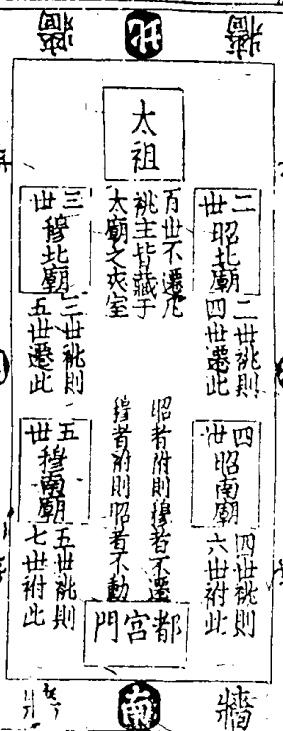 牆 北 牆
太祖
百世不遷凡
祧主皆藏于
太廟之夾室
二世昭北廟
二世祧則
四世遷此
三世穆北廟
三世祧則
五世遷此
四世昭南廟
四世祧則
六世祔此
五世穆南廟
五世祧則
七世祔此
昭者祔則穆者不遷
穆者祔則昭者不動
都宮門
南 牆